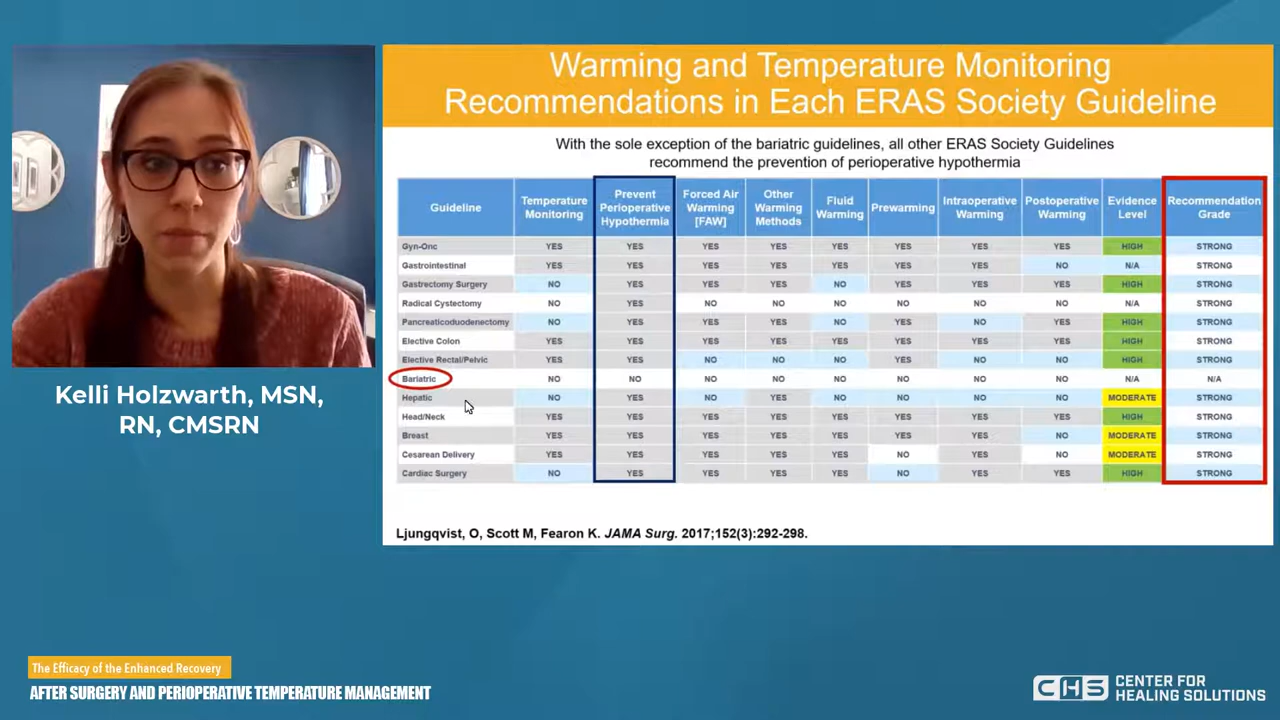 Warming and Temperature Monitoring
Recommendations in Each ERAS Society Guideline
With the sole exception of the bariatric guidelines, all other ERAS Society Guidelines
recommend the prevention of perioperative hypothermia
Guideline Temperature Monitoring Prevent Perioperative Hypothermia Forced Air Warming [FAW] Other Warming Methods Fluid Warming Prewarming Intraoperative Warming Postoperative Warming Evidence Level Recommendation Grade
Gyn-Onc YES YES YES YES YES YES YES YES HIGH STRONG
Gastrointestinal YES YES YES YES YES YES YES NO N/A STRONG
Gastrectomy Surgery NO YES YES YES NO YES YES YES HIGH STRONG
Radical Cystectomy NO YES NO NO NO NO NO NO N/A STRONG
Pancreaticoduodenectomy NO YES YES YES NO YES NO YES HIGH STRONG
Elective Colon YES YES YES YES YES YES YES YES HIGH STRONG
Elective Rectal/Pelvic YES YES NO NO NO YES NO NO HIGH STRONG
Bariatric NO NO NO NO NO NO NO NO N/A N/A
Hepatic NO YES NO YES NO NO NO NO MODERATE STRONG
Head/Neck YES YES YES YES YES YES YES YES HIGH STRONG
Breast YES YES YES YES YES YES YES NO MODERATE STRONG
Cesarean Delivery YES YES YES YES YES NO YES NO MODERATE STRONG
Cardiac Surgery NO YES YES YES YES NO YES YES HIGH STRONG
Ljungqvist, O, Scott M, Fearon K. JAMA Surg. 2017;152(3):292-298.
Kelli Holzwarth, MSN,
RN, CMSRN
The Efficacy of the Enhanced Recovery
AFTER SURGERY AND PERIOPERATIVE TEMPERATURE MANAGEMENT
CHS CENTER FOR
HEALING SOLUTIONS